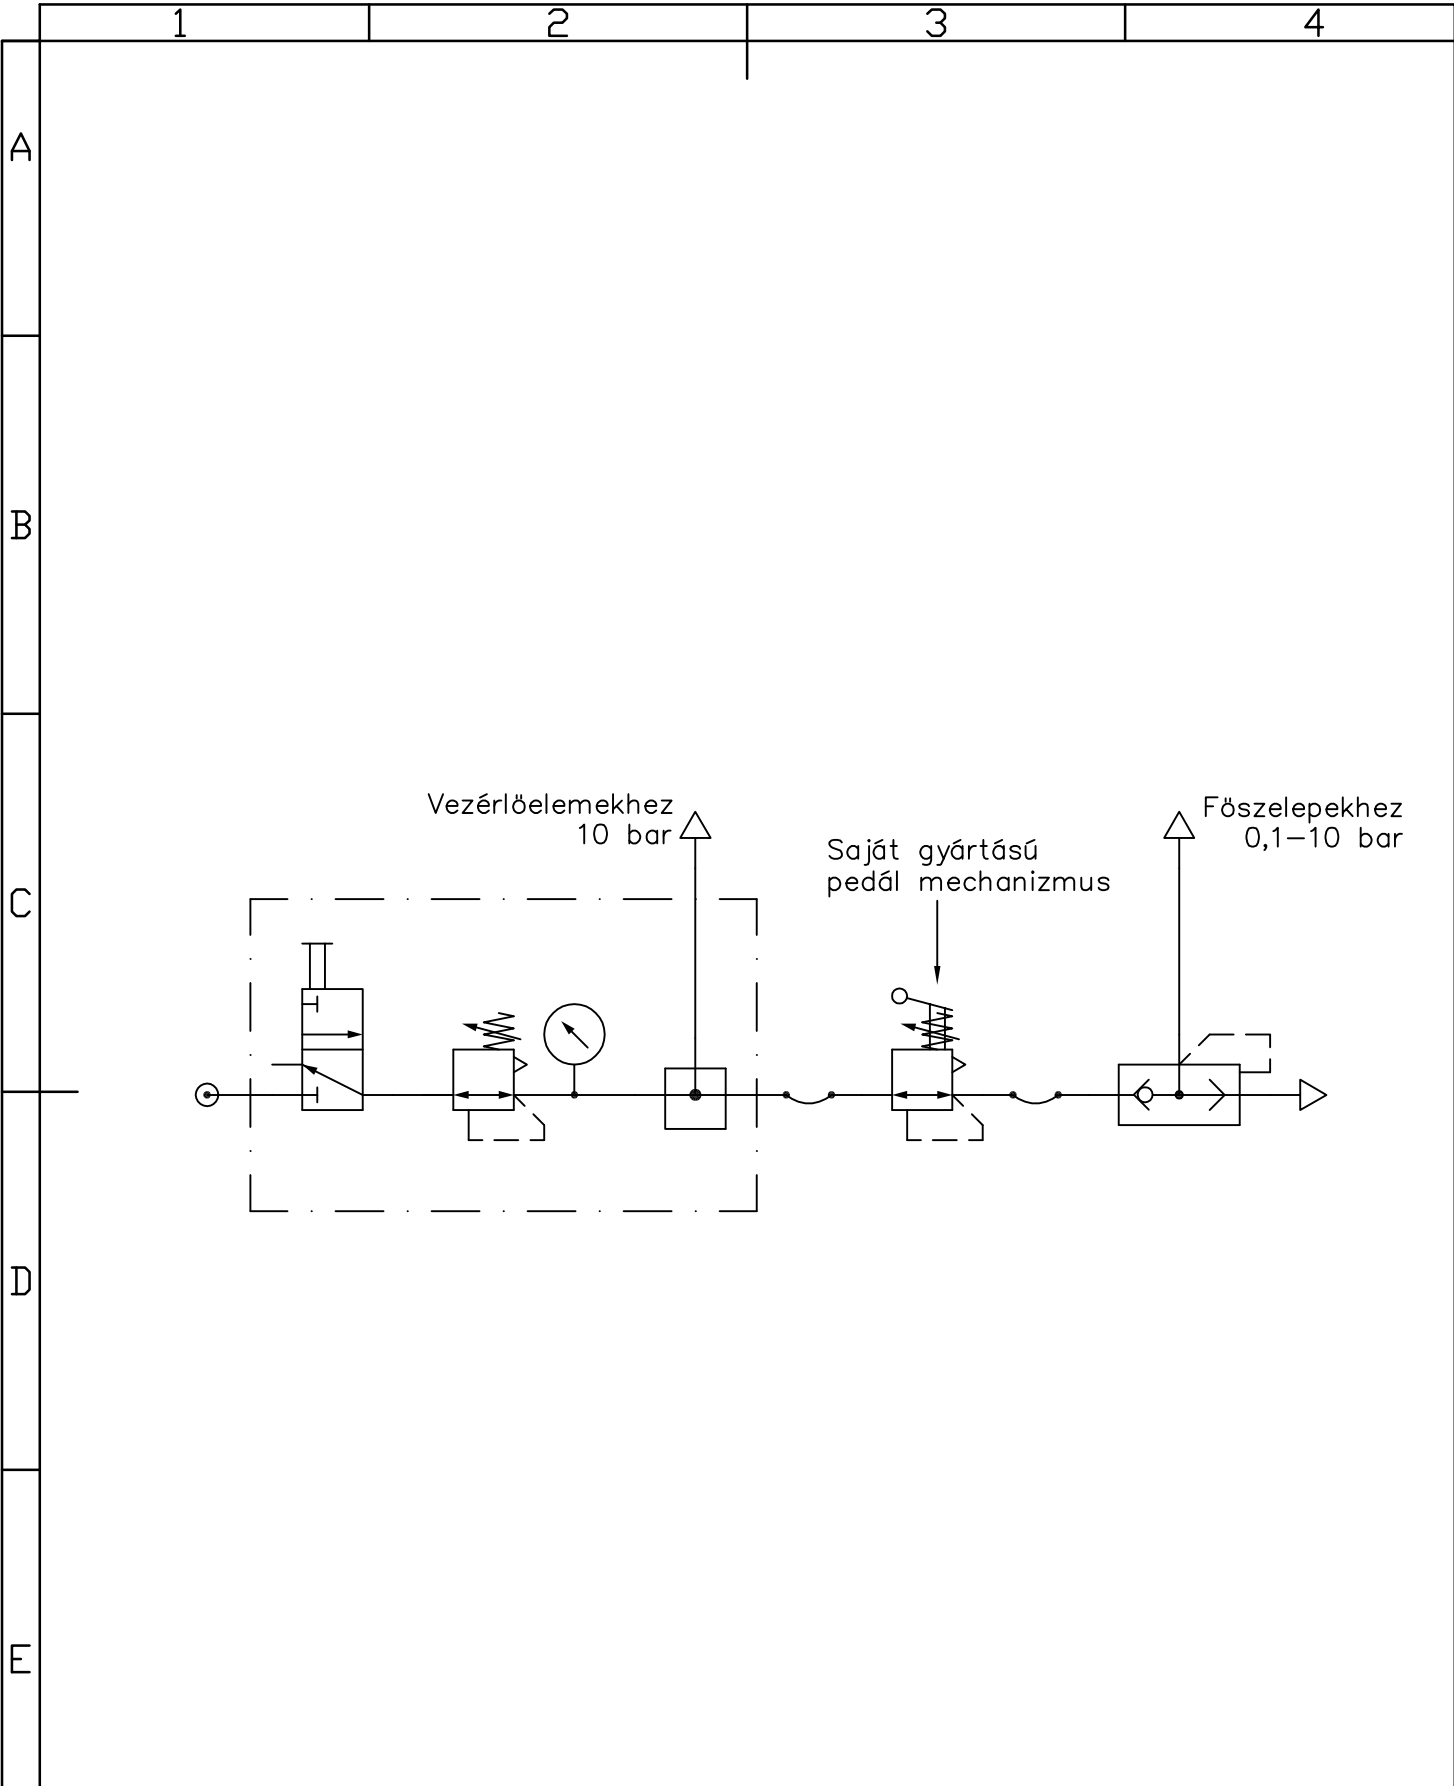 1 2 3 4
A
B
Vezérlöelemekhez
10 bar
Föszelepekhez
0,1–10 bar
Saját gyártású
pedál mechanizmus
C
D
E